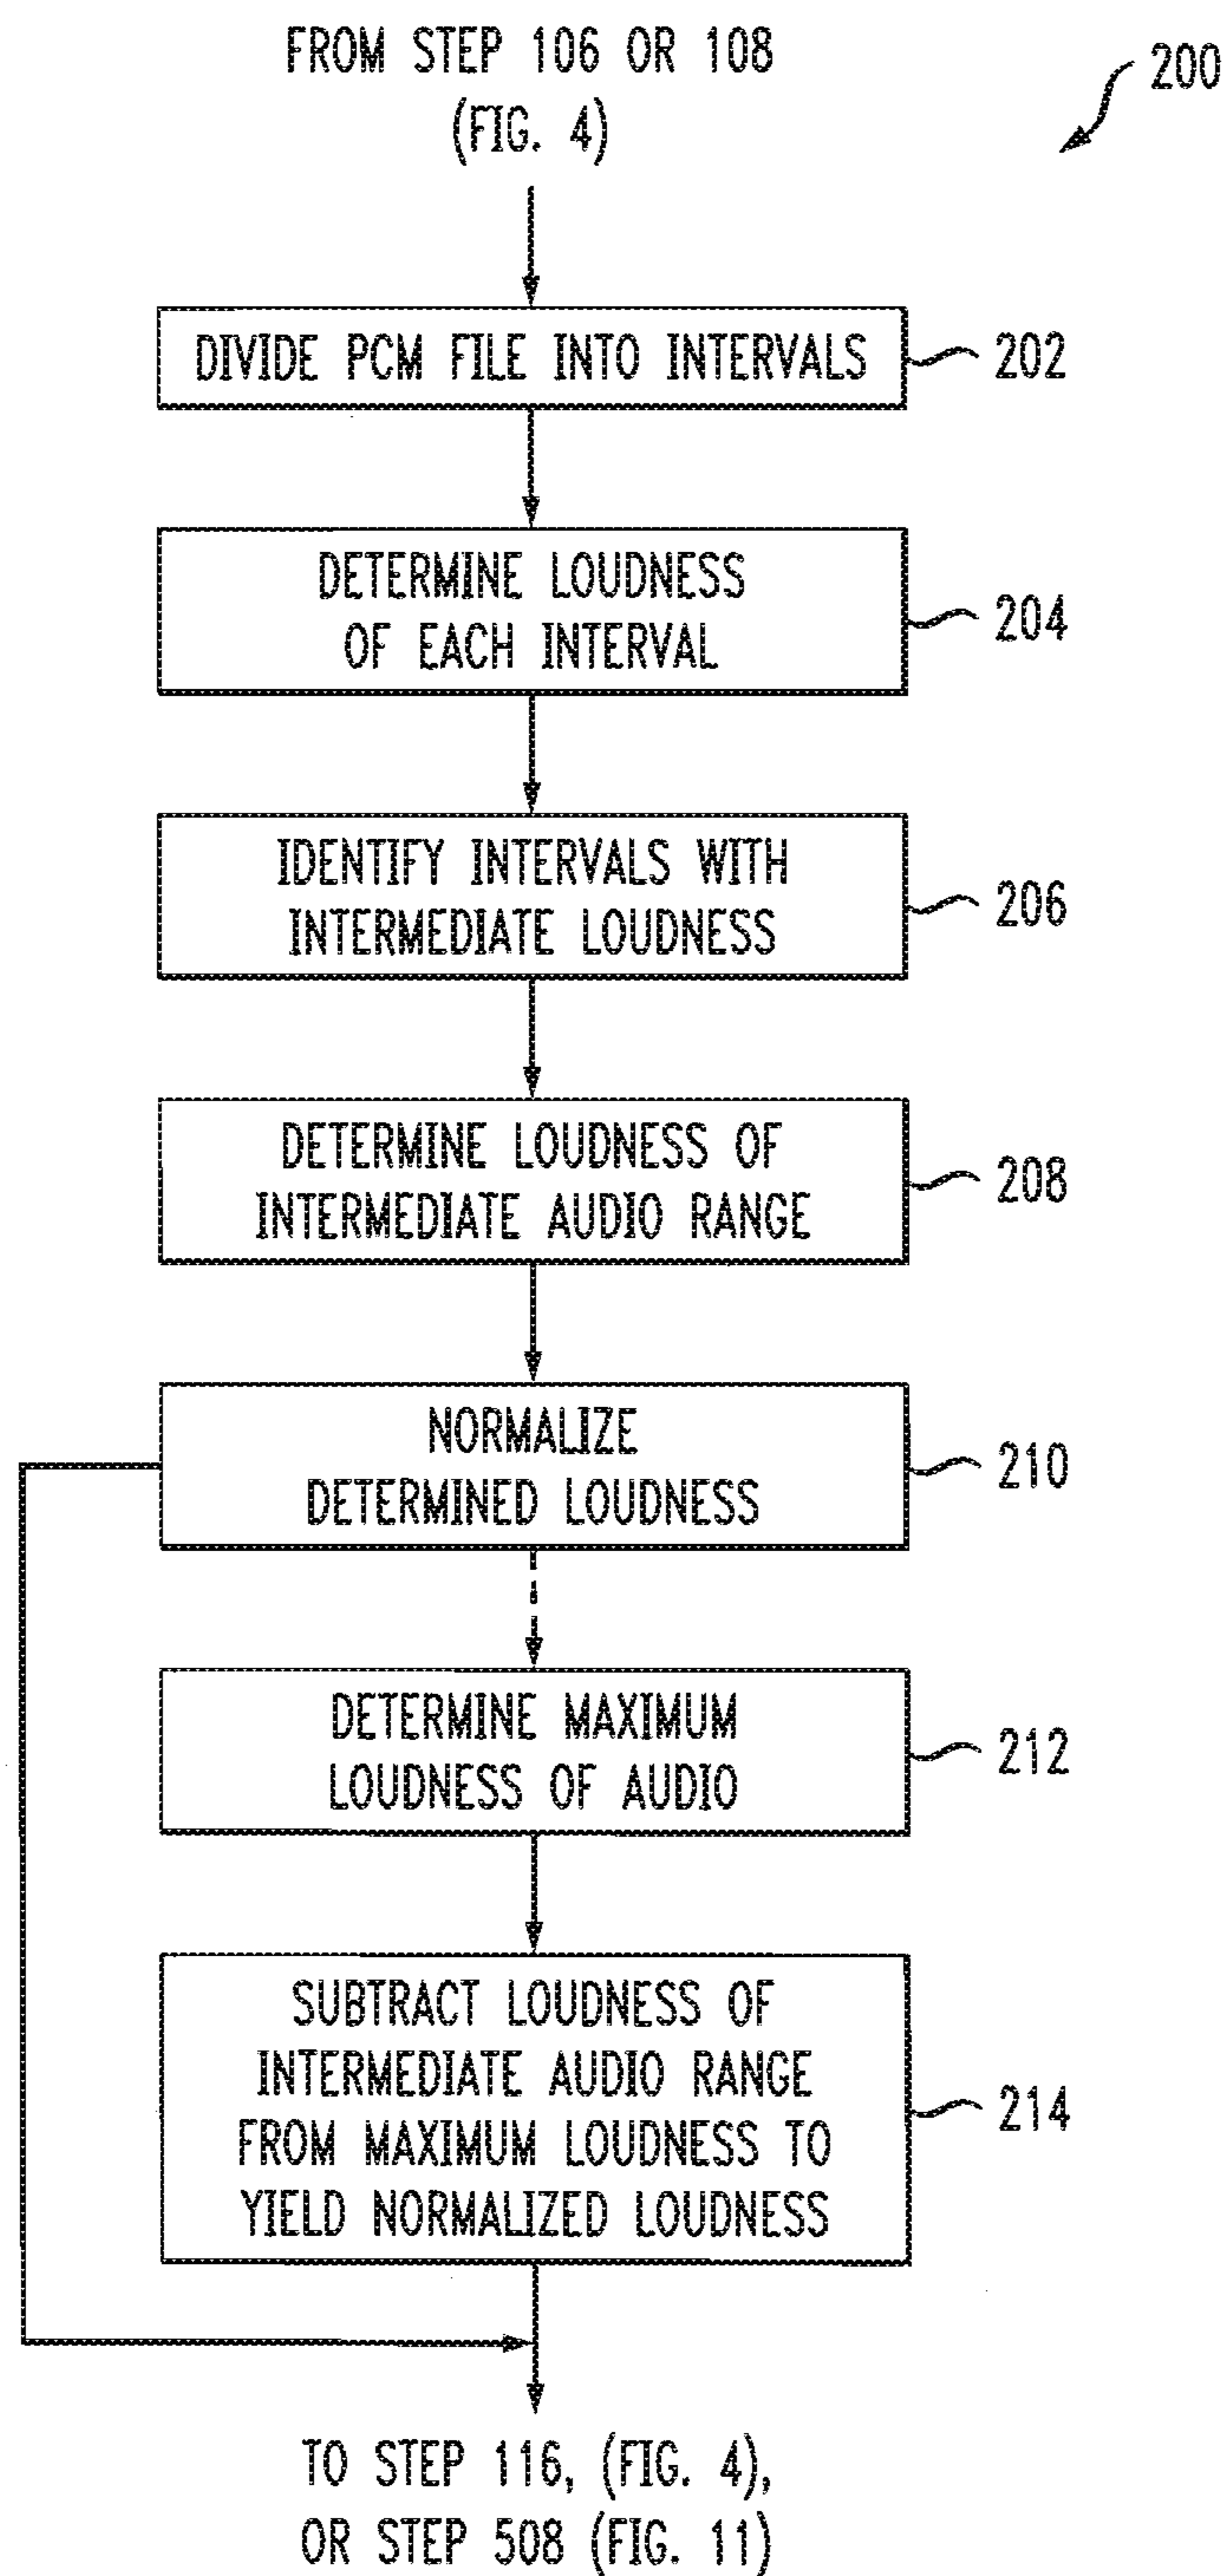 FROM STEP 106 OR 108
(FIG. 4)
200
DIVIDE PCM FILE INTO INTERVALS
202
DETERMINE LOUDNESS
OF EACH INTERVAL
204
IDENTIFY INTERVALS WITH
INTERMEDIATE LOUDNESS
206
DETERMINE LOUDNESS OF
INTERMEDIATE AUDIO RANGE
208
NORMALIZE
DETERMINED LOUDNESS
210
DETERMINE MAXIMUM
LOUDNESS OF AUDIO
212
SUBTRACT LOUDNESS OF
INTERMEDIATE AUDIO RANGE
FROM MAXIMUM LOUDNESS TO
YIELD NORMALIZED LOUDNESS
214
TO STEP 116, (FIG. 4),
OR STEP 508 (FIG. 11)